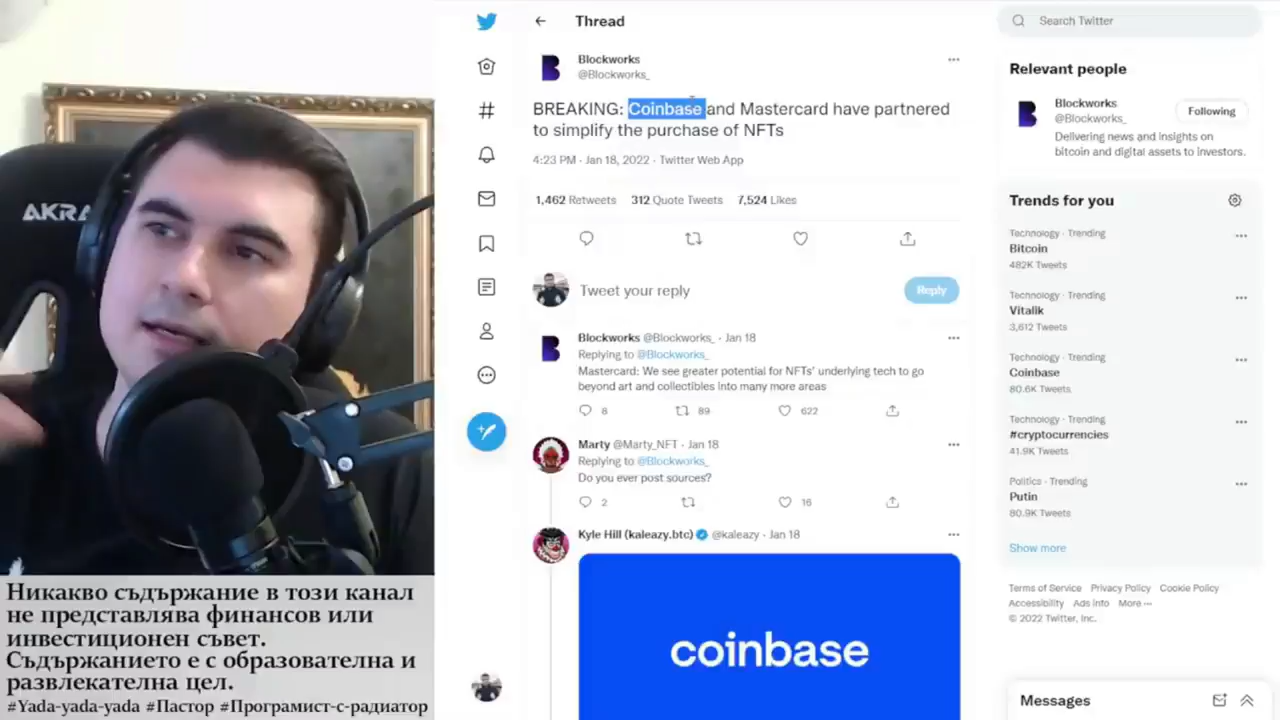 AKRA
Никакво съдържание в този канал
не представлява финансов или
инвестиционен съвет.
Съдържанието е с образователна и
развлекателна цел.
#Yada-yada-yada #Пастор #Програмист-с-радиатор
Thread
Blockworks
@Blockworks_
BREAKING: Coinbase and Mastercard have partnered
to simplify the purchase of NFTs
4:23 PM · Jan 18, 2022 · Twitter Web App
1,462 Retweets 312 Quote Tweets 7,524 Likes
Tweet your reply
Reply
Blockworks @Blockworks_ · Jan 18
Replying to @Blockworks_
Mastercard: We see greater potential for NFTs' underlying tech to go
beyond art and collectibles into many more areas
8 89 622
Marty @Marty_NFT · Jan 18
Replying to @Blockworks_
Do you ever post sources?
2 16
Kyle Hill (kaleazy.btc) @kaleazy · Jan 18
coinbase
Search Twitter
Relevant people
Blockworks
@Blockworks_
Following
Delivering news and insights on
bitcoin and digital assets to investors.
Trends for you
Technology · Trending
Bitcoin
482K Tweets
Technology · Trending
Vitalik
3,612 Tweets
Technology · Trending
Coinbase
80.6K Tweets
Technology · Trending
#cryptocurrencies
41.9K Tweets
Politics · Trending
Putin
80.9K Tweets
Show more
Terms of Service Privacy Policy Cookie Policy
Accessibility Ads info More ···
© 2022 Twitter, Inc.
Messages